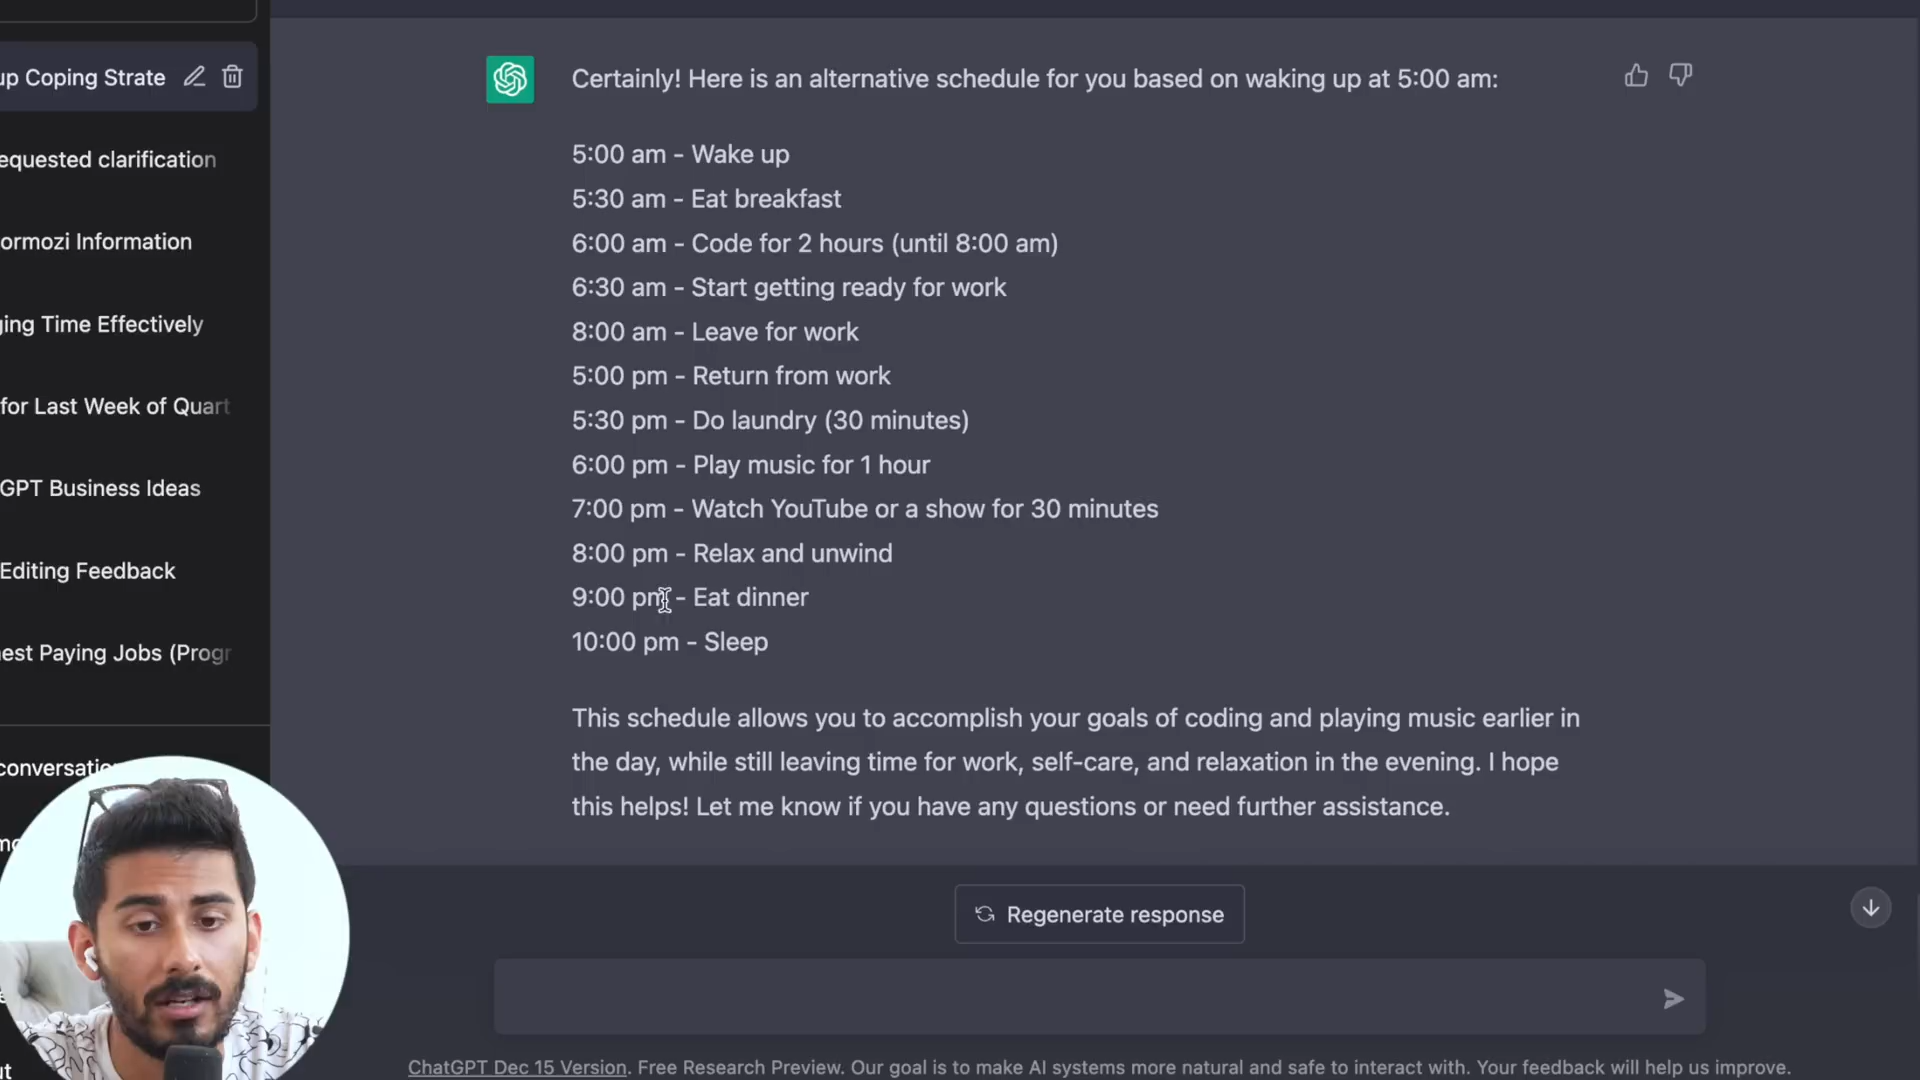 up Coping Strate
equested clarification
ormozi Information
ging Time Effectively
for Last Week of Quart
GPT Business Ideas
Editing Feedback
est Paying Jobs (Progr
conversatio
Certainly! Here is an alternative schedule for you based on waking up at 5:00 am:
5:00 am - Wake up
5:30 am - Eat breakfast
6:00 am - Code for 2 hours (until 8:00 am)
6:30 am - Start getting ready for work
8:00 am - Leave for work
5:00 pm - Return from work
5:30 pm - Do laundry (30 minutes)
6:00 pm - Play music for 1 hour
7:00 pm - Watch YouTube or a show for 30 minutes
8:00 pm - Relax and unwind
9:00 pm - Eat dinner
10:00 pm - Sleep
This schedule allows you to accomplish your goals of coding and playing music earlier in
the day, while still leaving time for work, self-care, and relaxation in the evening. I hope
this helps! Let me know if you have any questions or need further assistance.
Regenerate response
ChatGPT Dec 15 Version. Free Research Preview. Our goal is to make AI systems more natural and safe to interact with. Your feedback will help us improve.